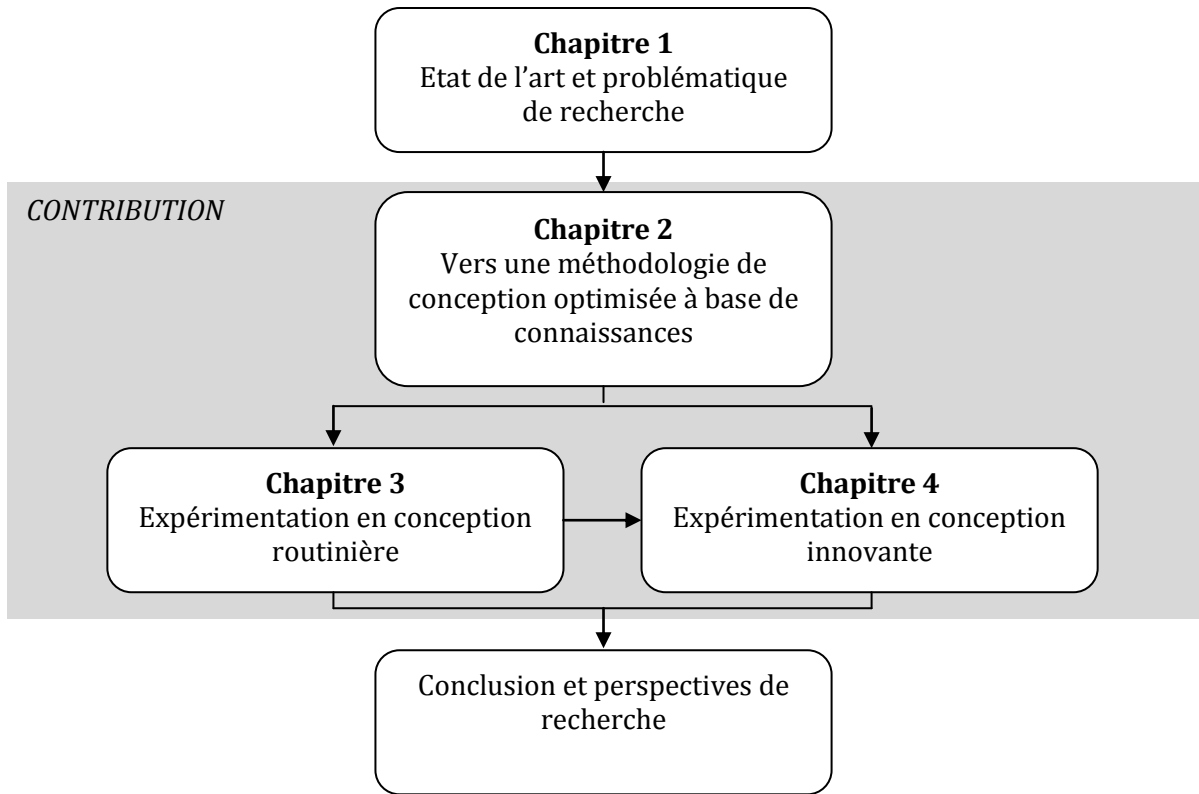 Chapitre 1
Etat de l’art et problématique
de recherche
CONTRIBUTION
Chapitre 2
Vers une méthodologie de
conception optimisée à base de
connaissances
Chapitre 3
Expérimentation en conception
routinière
Chapitre 4
Expérimentation en conception
innovante
Conclusion et perspectives de
recherche